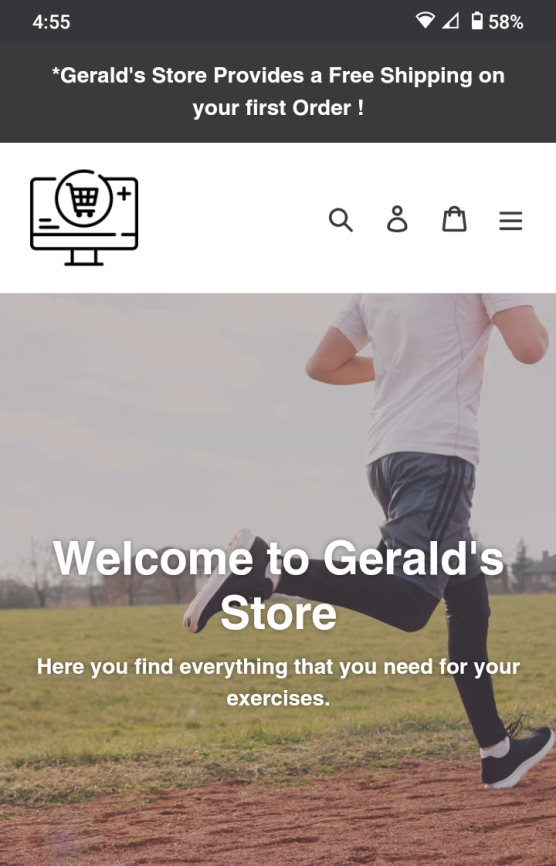 4:55
58%
*Gerald's Store Provides a Free Shipping on
your first Order !
Welcome to Gerald's
Store
Here you find everything that you need for your
exercises.